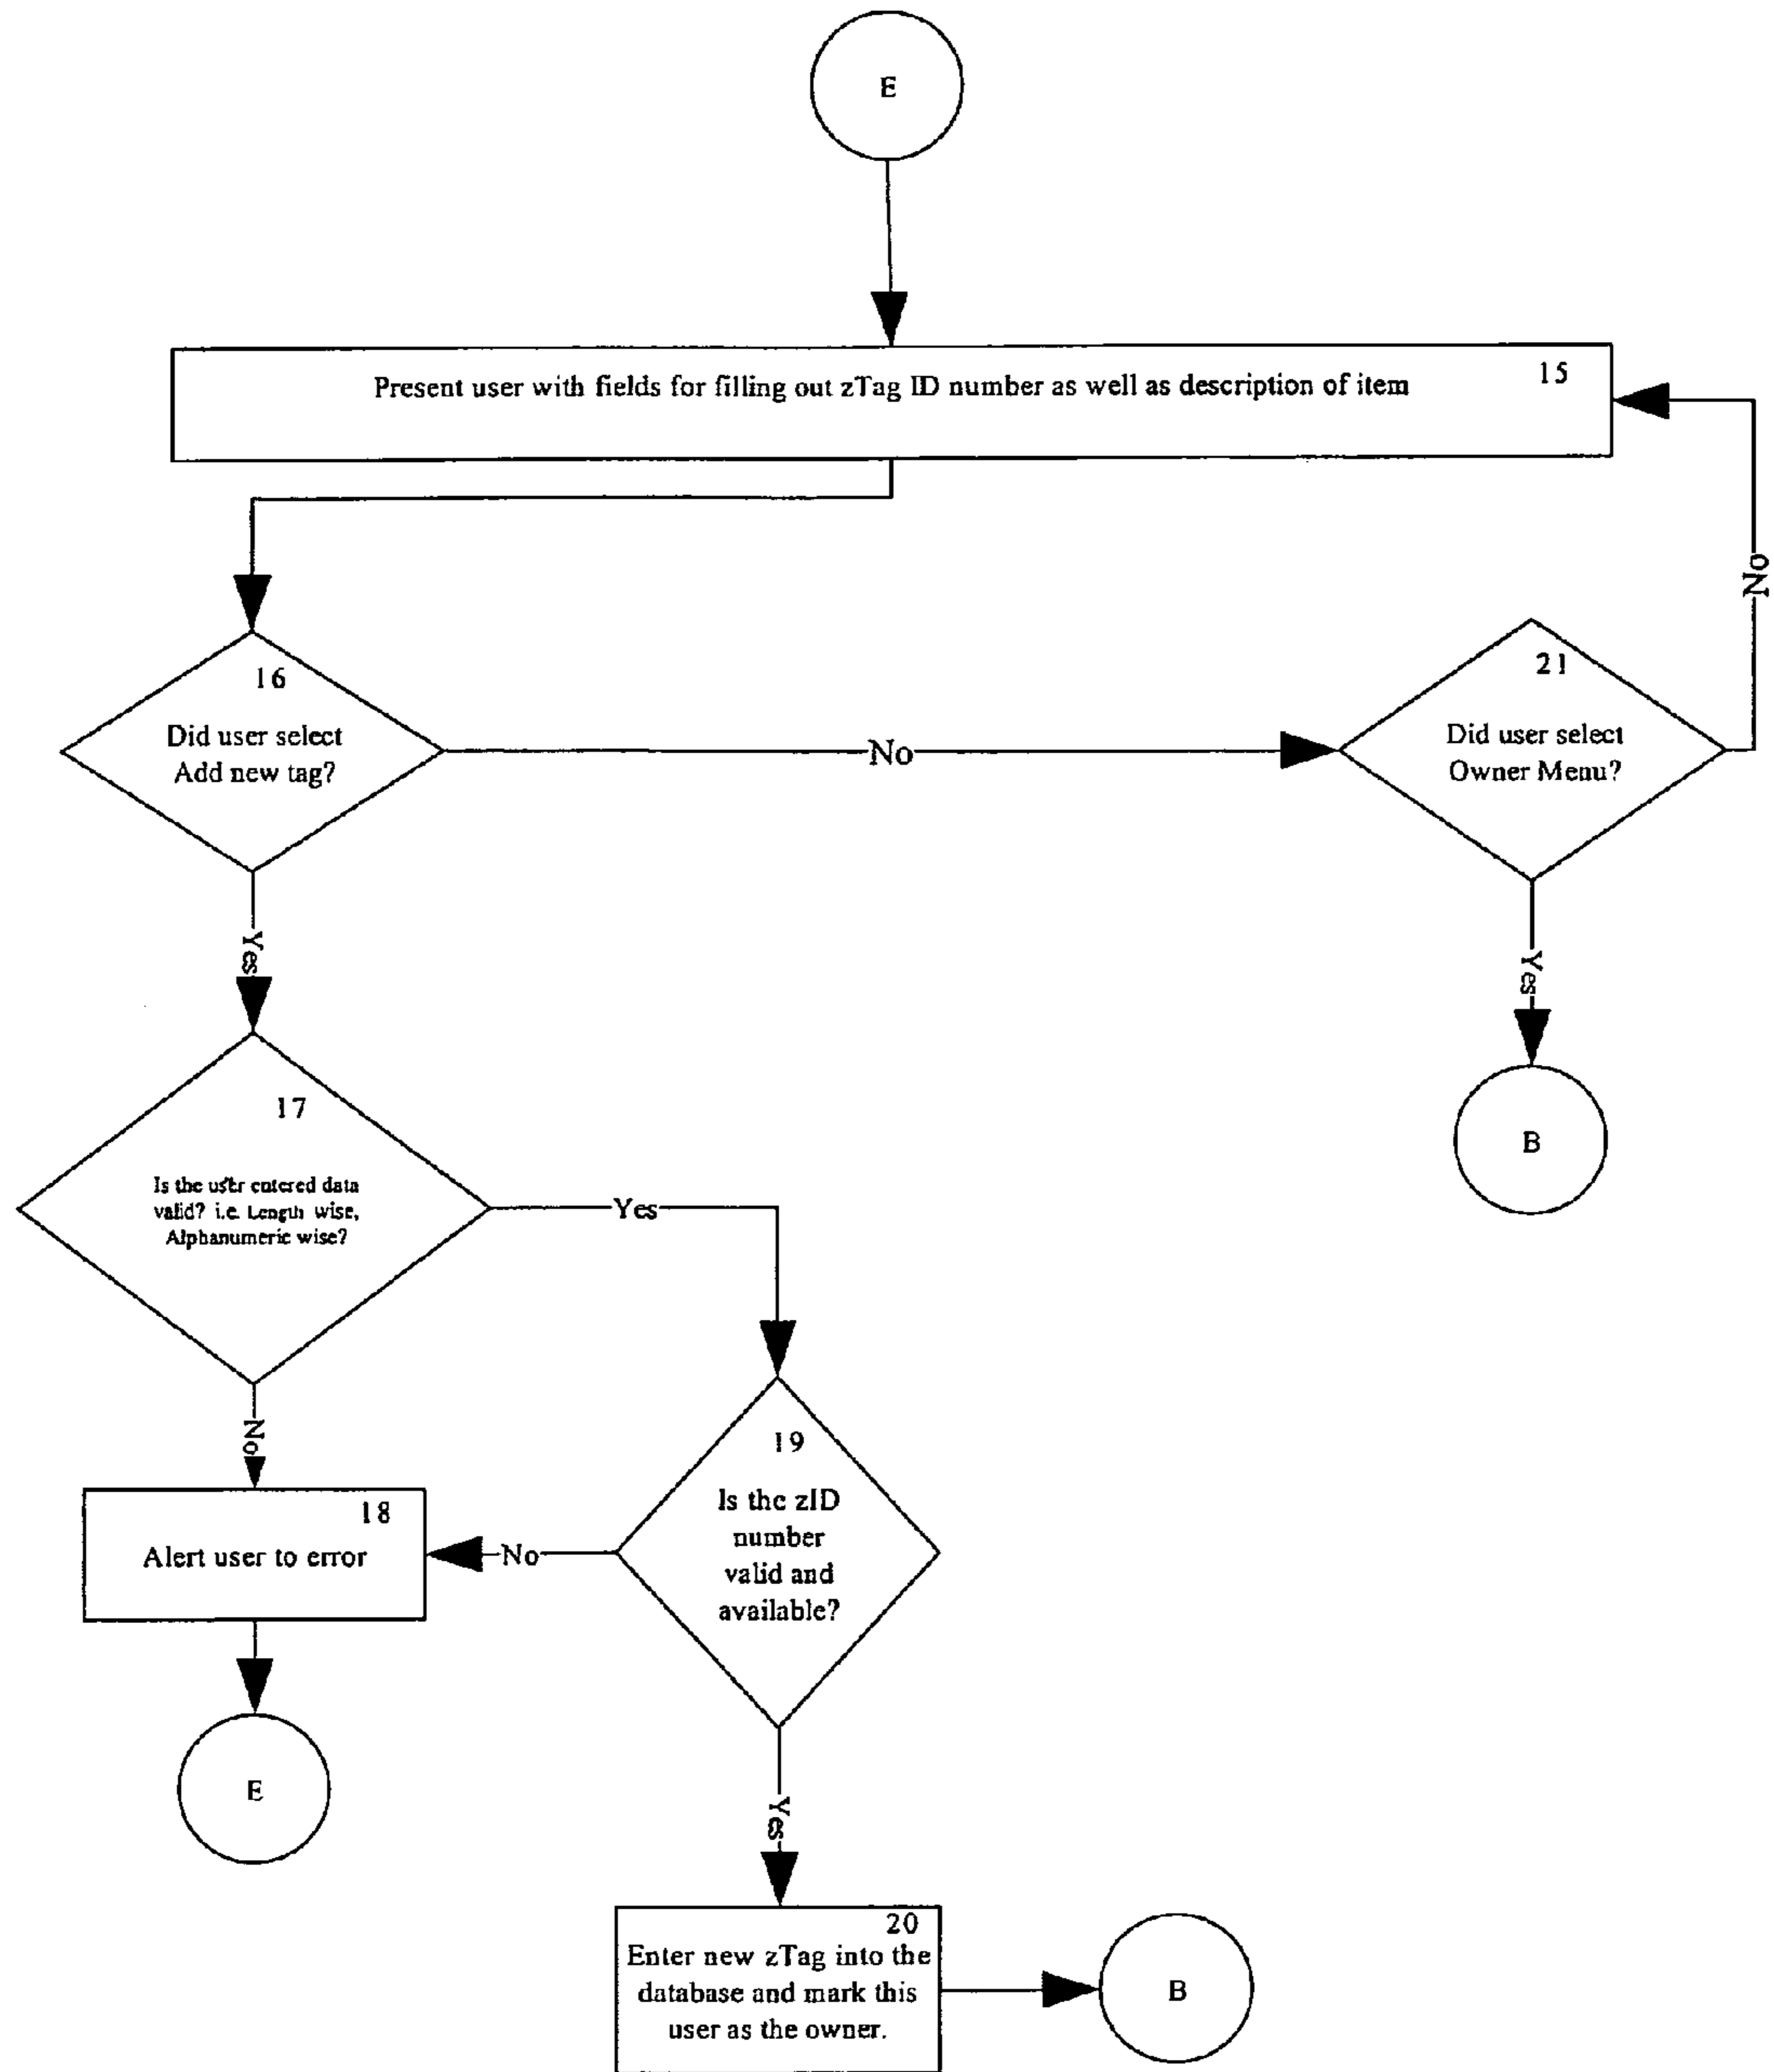 E
15
Present user with fields for filling out zTag ID number as well as description of item
No
16
Did user select
Add new tag?
No
21
Did user select
Owner Menu?
Yes
Yes
B
17
Is the user entered data
valid? i.e. Length wise,
Alphanumeric wise?
Yes
No
19
Is the zID
number
valid and
available?
No
18
Alert user to error
E
Yes
20
Enter new zTag into the
database and mark this
user as the owner.
B